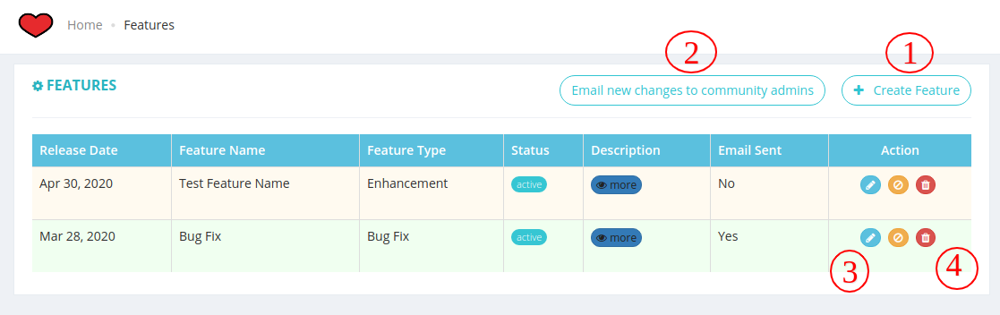 Home Features
1
2
FEATURES
Email new changes to community admins
Create Feature
Release Date Feature Name Feature Type Status Description Email Sent Action
Apr 30, 2020 Test Feature Name Enhancement active more No
Mar 28, 2020 Bug Fix Bug Fix active more Yes
3
4